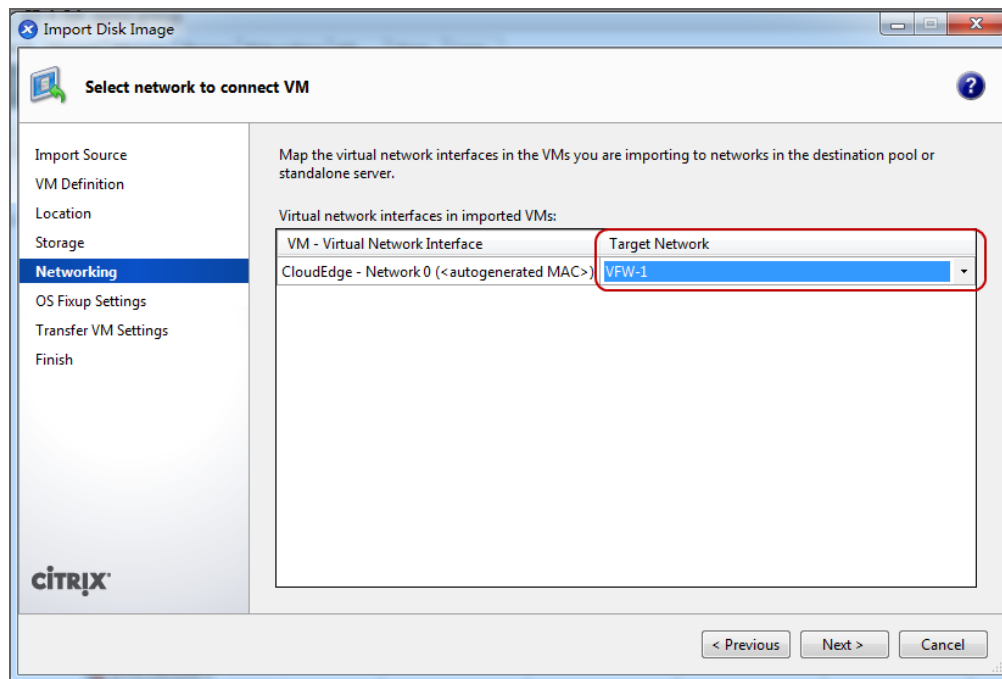 Import Disk Image
Select network to connect VM
Import Source
VM Definition
Location
Storage
Networking
OS Fixup Settings
Transfer VM Settings
Finish
Map the virtual network interfaces in the VMs you are importing to networks in the destination pool or
standalone server.
Virtual network interfaces in imported VMs:
VM - Virtual Network Interface Target Network
CloudEdge - Network 0 (<autogenerated MAC>) VFW-1
CITRIX
< Previous Next > Cancel